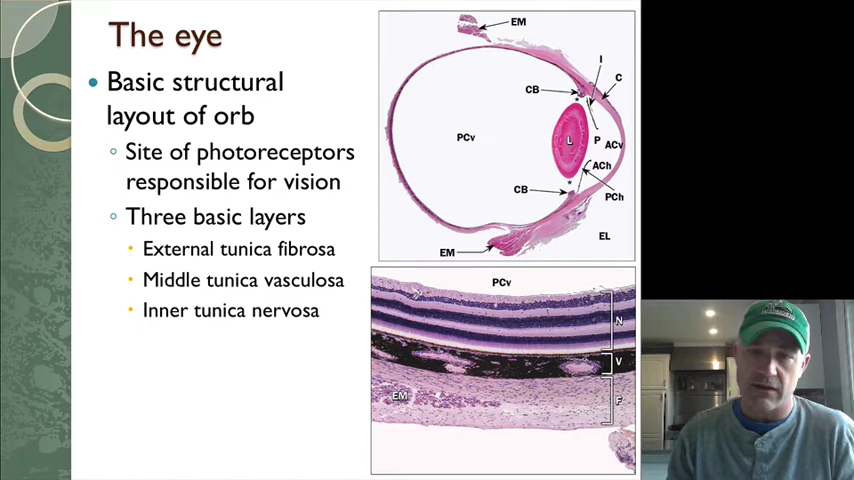 The eye
Basic structural
layout of orb
Site of photoreceptors
responsible for vision
Three basic layers
External tunica fibrosa
Middle tunica vasculosa
Inner tunica nervosa
EM
I
C
CB
*
PCv
L
P
ACv
ACh
*
CB
PCh
EL
EM
PCv
N
V
EM
F